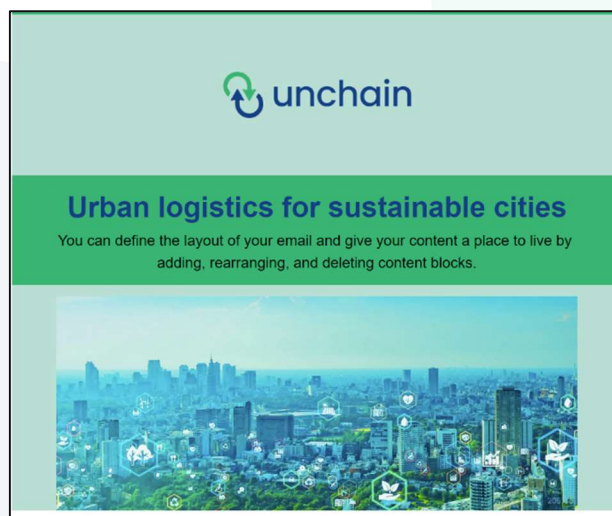 unchain
Urban logistics for sustainable cities
You can define the layout of your email and give your content a place to live by
adding, rearranging, and deleting content blocks.